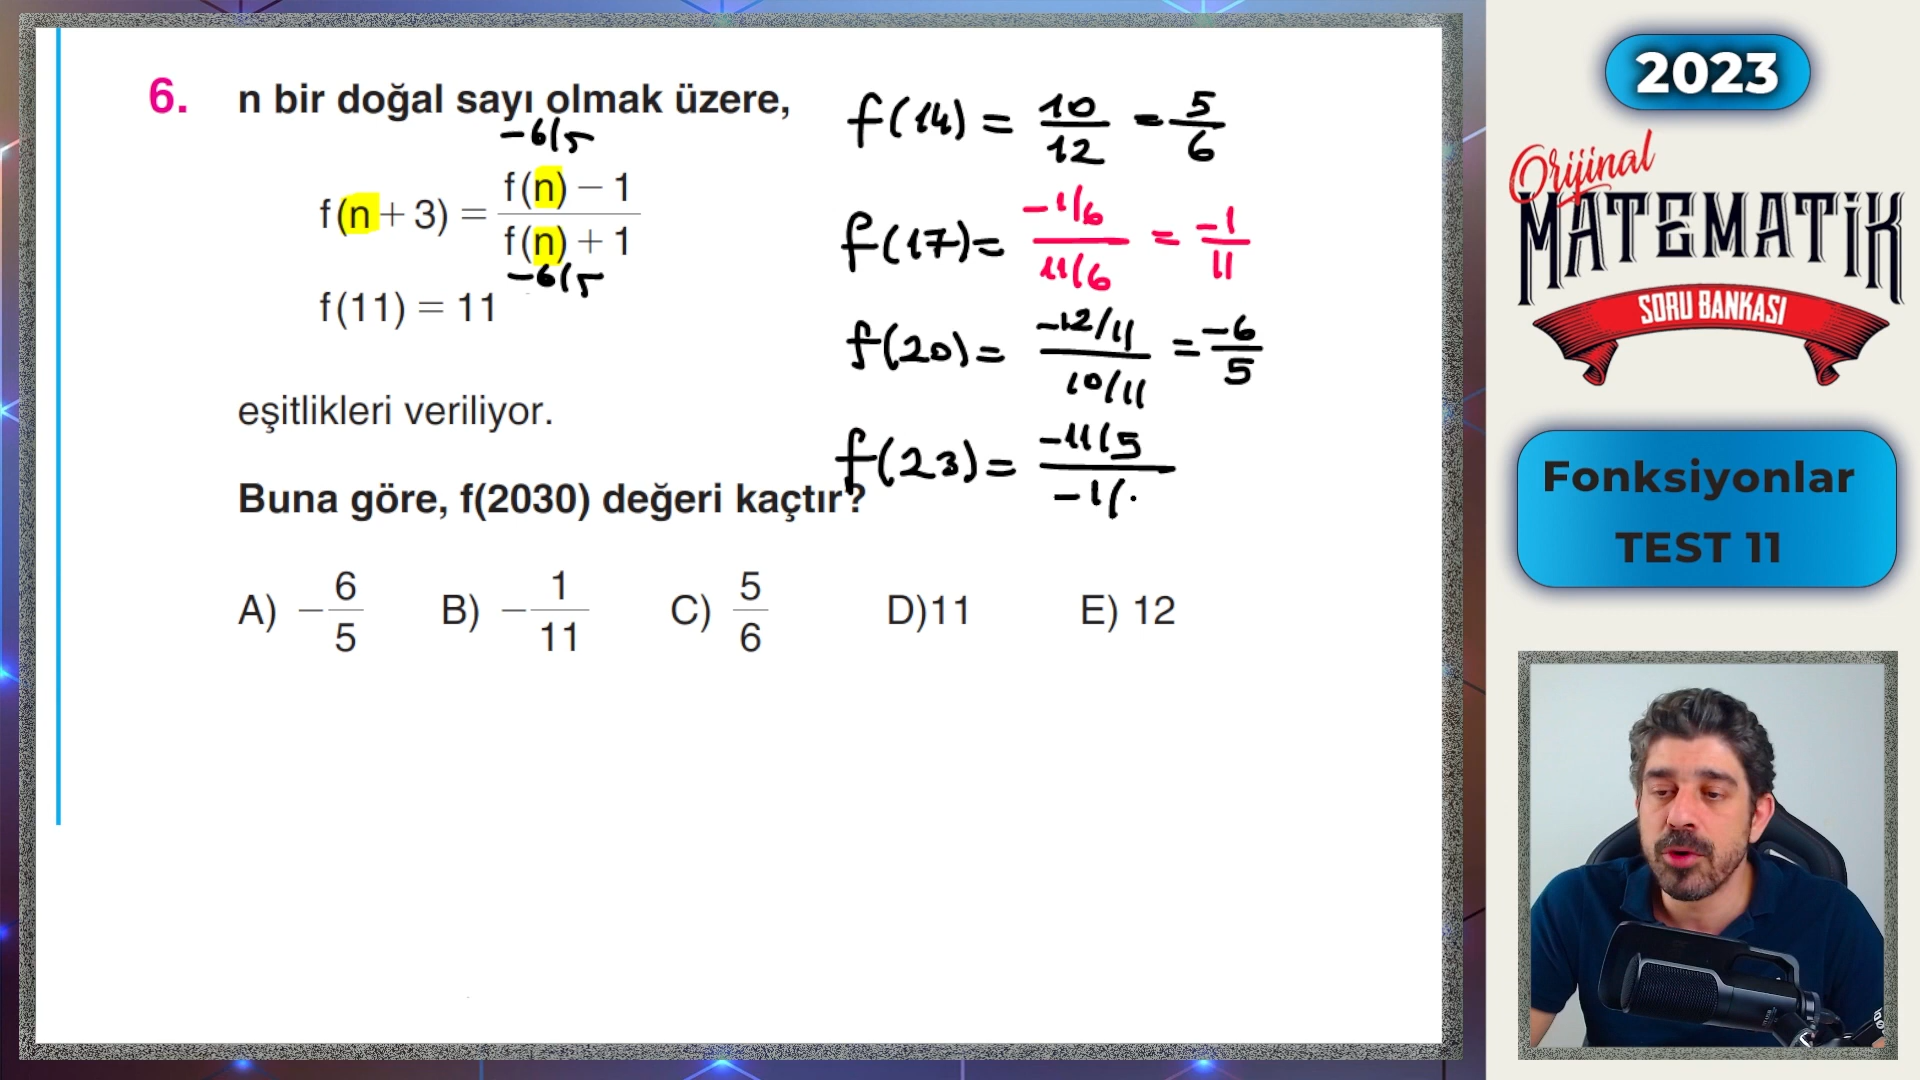 6. n bir doğal sayı olmak üzere,
-6/5
f(n + 3) = f(n) − 1 / f(n) + 1
-6/5
f(11) = 11
eşitlikleri veriliyor.
Buna göre, f(2030) değeri kaçtır?
A) −6/5 B) −1/11 C) 5/6 D)11 E) 12
f(14) = 10/12 = 5/6
f(17) = -1/6 / 11/6 = -1/11
f(20) = -12/11 / 10/11 = -6/5
f(23) = -11/5 / -1/
2023
Orijinal
MATEMATİK
SORU BANKASI
Fonksiyonlar
TEST 11